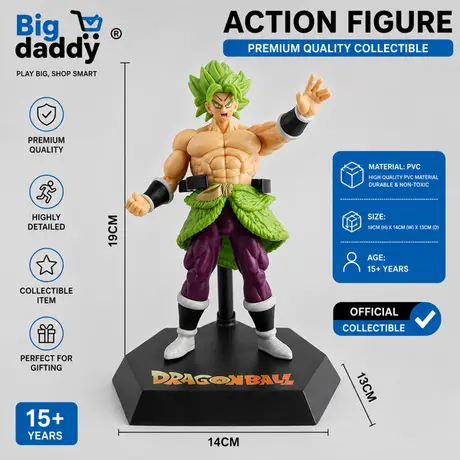 Big
daddy ®
PLAY BIG, SHOP SMART
ACTION FIGURE
PREMIUM QUALITY COLLECTIBLE
PREMIUM
QUALITY
HIGHLY
DETAILED
COLLECTIBLE
ITEM
PERFECT FOR
GIFTING
15+
YEARS
19CM
MATERIAL: PVC
HIGH QUALITY PVC MATERIAL
DURABLE & NON-TOXIC
SIZE:
19CM (H) X 14CM (W) X 13CM (D)
AGE:
15+ YEARS
OFFICIAL
COLLECTIBLE
DRAGONBALL
13CM
14CM